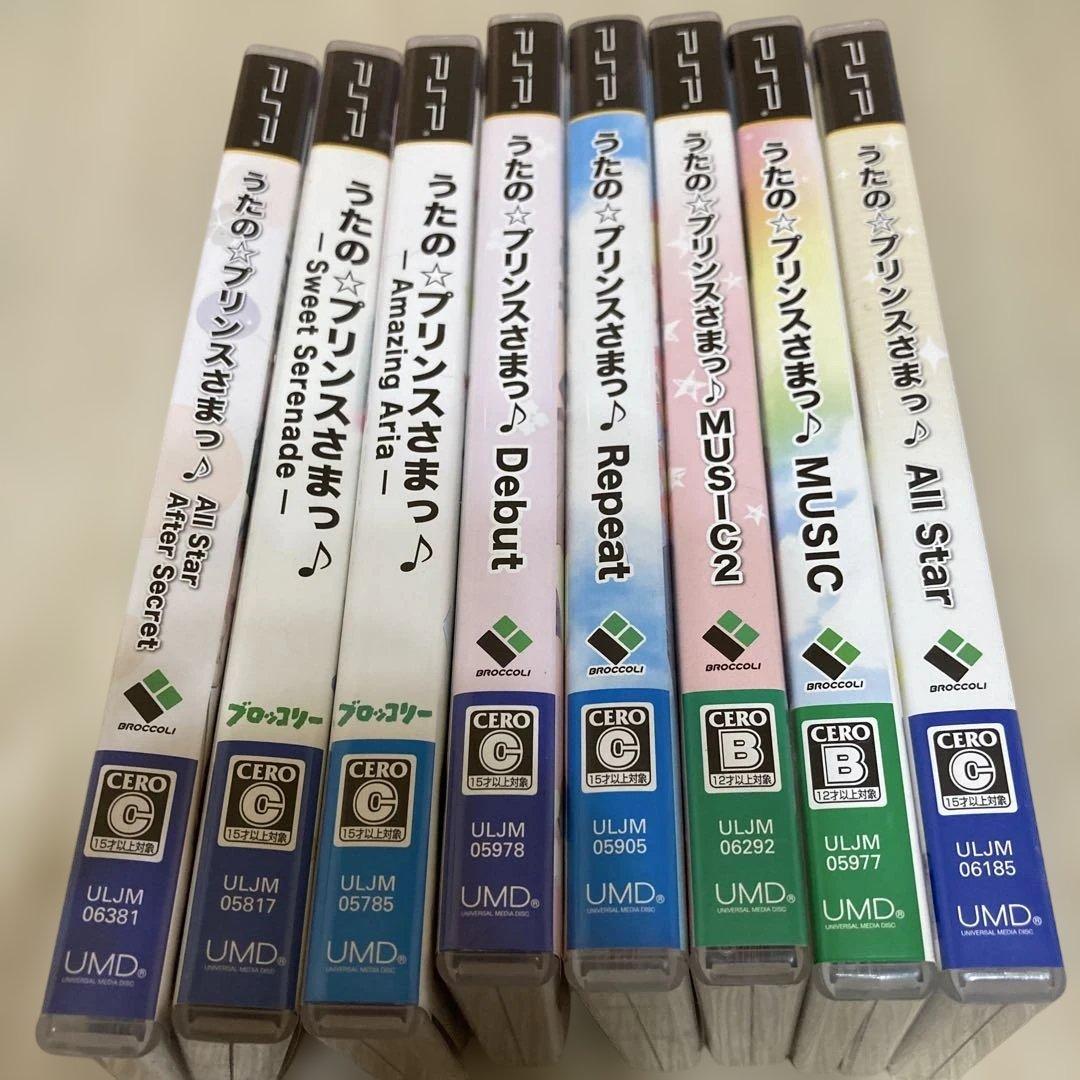 PSP
うたの☆プリンスさまっ♪ All Star
After Secret
BROCCOLI
CERO
C
15才以上対象
ULJM
06381
UMD®
UNIVERSAL MEDIA DISC
PSP
うたの☆プリンスさまっ♪
– Sweet Serenade –
ブロッコリー
CERO
C
15才以上対象
ULJM
05817
UMD®
UNIVERSAL MEDIA DISC
PSP
うたの☆プリンスさまっ♪
– Amazing Aria –
ブロッコリー
CERO
C
15才以上対象
ULJM
05785
UMD®
UNIVERSAL MEDIA DISC
PSP
うたの☆プリンスさまっ♪ Debut
BROCCOLI
CERO
C
15才以上対象
ULJM
05978
UMD®
UNIVERSAL MEDIA DISC
PSP
うたの☆プリンスさまっ♪ Repeat
BROCCOLI
CERO
C
15才以上対象
ULJM
05905
UMD®
UNIVERSAL MEDIA DISC
PSP
うたの☆プリンスさまっ♪ MUSIC2
BROCCOLI
CERO
B
12才以上対象
ULJM
06292
UMD®
UNIVERSAL MEDIA DISC
PSP
うたの☆プリンスさまっ♪ MUSIC
BROCCOLI
CERO
B
12才以上対象
ULJM
05977
UMD®
UNIVERSAL MEDIA DISC
PSP
うたの☆プリンスさまっ♪ All Star
BROCCOLI
CERO
C
15才以上対象
ULJM
06185
UMD®
UNIVERSAL MEDIA DISC